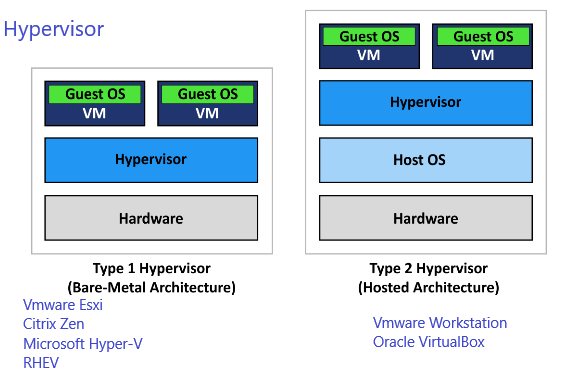 Hypervisor
Guest OS
VM
Guest OS
VM
Hypervisor
Hardware
Type 1 Hypervisor
(Bare-Metal Architecture)
Vmware Esxi
Citrix Zen
Microsoft Hyper-V
RHEV
Guest OS
VM
Guest OS
VM
Hypervisor
Host OS
Hardware
Type 2 Hypervisor
(Hosted Architecture)
Vmware Workstation
Oracle VirtualBox